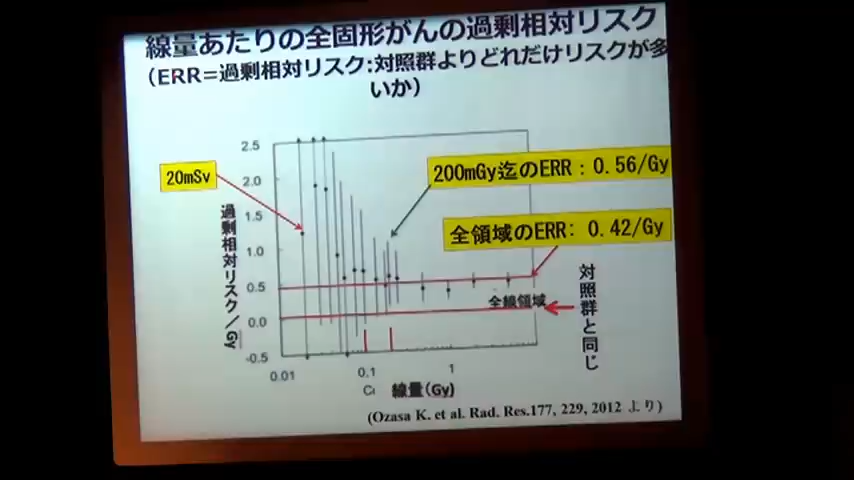 線量あたりの全固形がんの過剰相対リスク
（ERR＝過剰相対リスク:対照群よりどれだけリスクが多
いか）
20mSv
200mGy迄のERR：0.56/Gy
全領域のERR: 0.42/Gy
過剰相対リスク／Gy
2.5
2.0
1.5
1.0
0.5
0.0
-0.5
全線領域
対照群と同じ
0.01
0.1
1
線量(Gy)
(Ozasa K. et al. Rad. Res.177, 229, 2012 より)